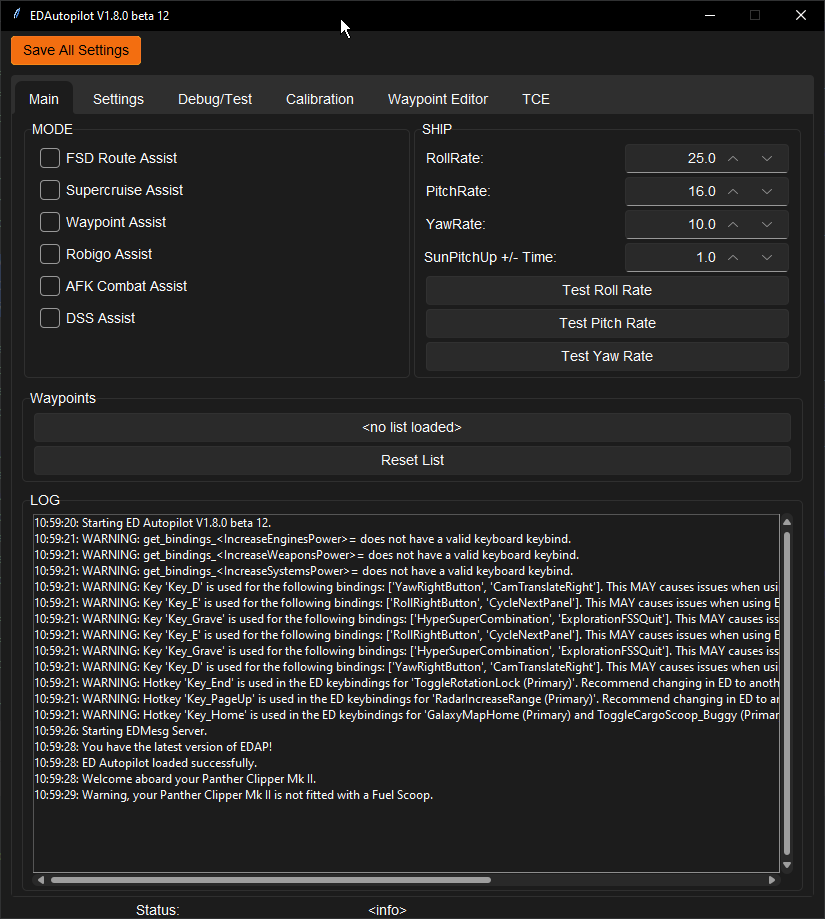 EDAutopilot V1.8.0 beta 12
Save All Settings
Main Settings Debug/Test Calibration Waypoint Editor TCE
MODE
FSD Route Assist
Supercruise Assist
Waypoint Assist
Robigo Assist
AFK Combat Assist
DSS Assist
SHIP
RollRate: 25.0
PitchRate: 16.0
YawRate: 10.0
SunPitchUp +/- Time: 1.0
Test Roll Rate
Test Pitch Rate
Test Yaw Rate
Waypoints
<no list loaded>
Reset List
LOG
10:59:20: Starting ED Autopilot V1.8.0 beta 12.
10:59:21: WARNING: get_bindings_<IncreaseEnginesPower>= does not have a valid keyboard keybind.
10:59:21: WARNING: get_bindings_<IncreaseWeaponsPower>= does not have a valid keyboard keybind.
10:59:21: WARNING: get_bindings_<IncreaseSystemsPower>= does not have a valid keyboard keybind.
10:59:21: WARNING: Key 'Key_D' is used for the following bindings: ['YawRightButton', 'CamTranslateRight']. This MAY causes issues when usi
10:59:21: WARNING: Key 'Key_E' is used for the following bindings: ['RollRightButton', 'CycleNextPanel']. This MAY causes issues when using E
10:59:21: WARNING: Key 'Key_Grave' is used for the following bindings: ['HyperSuperCombination', 'ExplorationFSSQuit']. This MAY causes iss
10:59:21: WARNING: Key 'Key_E' is used for the following bindings: ['RollRightButton', 'CycleNextPanel']. This MAY causes issues when using E
10:59:21: WARNING: Key 'Key_Grave' is used for the following bindings: ['HyperSuperCombination', 'ExplorationFSSQuit']. This MAY causes iss
10:59:21: WARNING: Key 'Key_D' is used for the following bindings: ['YawRightButton', 'CamTranslateRight']. This MAY causes issues when usi
10:59:21: WARNING: Hotkey 'Key_End' is used in the ED keybindings for 'ToggleRotationLock (Primary)'. Recommend changing in ED to anoth
10:59:21: WARNING: Hotkey 'Key_PageUp' is used in the ED keybindings for 'RadarIncreaseRange (Primary)'. Recommend changing in ED to a
10:59:21: WARNING: Hotkey 'Key_Home' is used in the ED keybindings for 'GalaxyMapHome (Primary) and ToggleCargoScoop_Buggy (Primar
10:59:26: Starting EDMesg Server.
10:59:28: You have the latest version of EDAP!
10:59:28: ED Autopilot loaded successfully.
10:59:28: Welcome aboard your Panther Clipper Mk II.
10:59:29: Warning, your Panther Clipper Mk II is not fitted with a Fuel Scoop.
Status: <info>